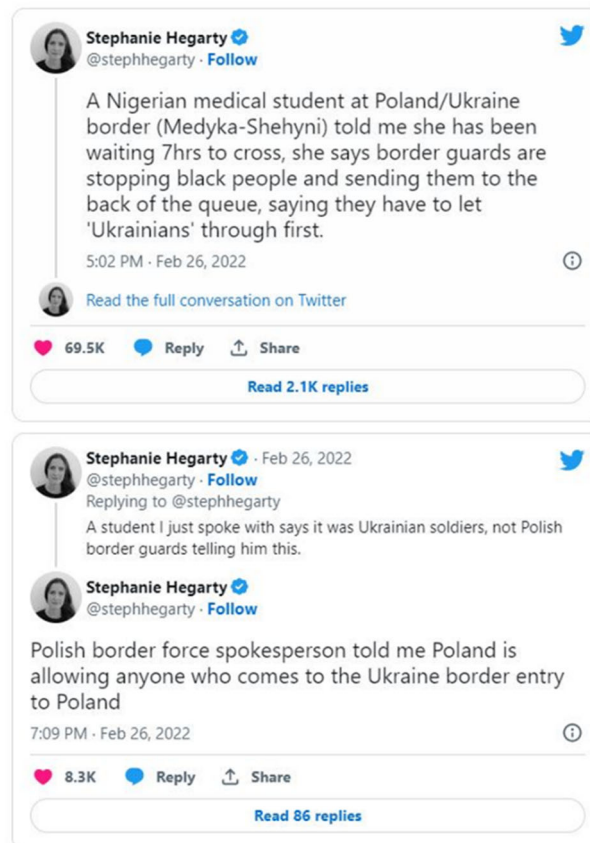 Stephanie Hegarty
@stephhegarty · Follow
A Nigerian medical student at Poland/Ukraine
border (Medyka-Shehyni) told me she has been
waiting 7hrs to cross, she says border guards are
stopping black people and sending them to the
back of the queue, saying they have to let
'Ukrainians' through first.
5:02 PM · Feb 26, 2022
Read the full conversation on Twitter
69.5K Reply Share
Read 2.1K replies
Stephanie Hegarty · Feb 26, 2022
@stephhegarty · Follow
Replying to @stephhegarty
A student I just spoke with says it was Ukrainian soldiers, not Polish
border guards telling him this.
Stephanie Hegarty
@stephhegarty · Follow
Polish border force spokesperson told me Poland is
allowing anyone who comes to the Ukraine border entry
to Poland
7:09 PM · Feb 26, 2022
8.3K Reply Share
Read 86 replies